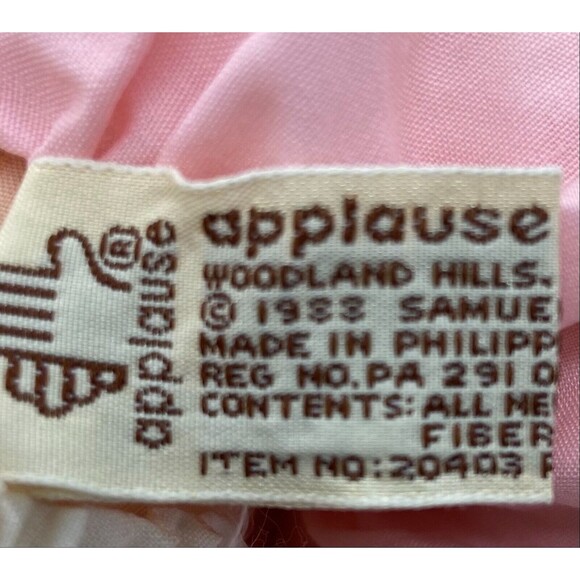 ® applause
applause
WOODLAND HILLS.
© 1988 SAMUE
MADE IN PHILIPP
REG NO.PA 291 0
CONTENTS: ALL NE
FIBER
ITEM NO:20403 P